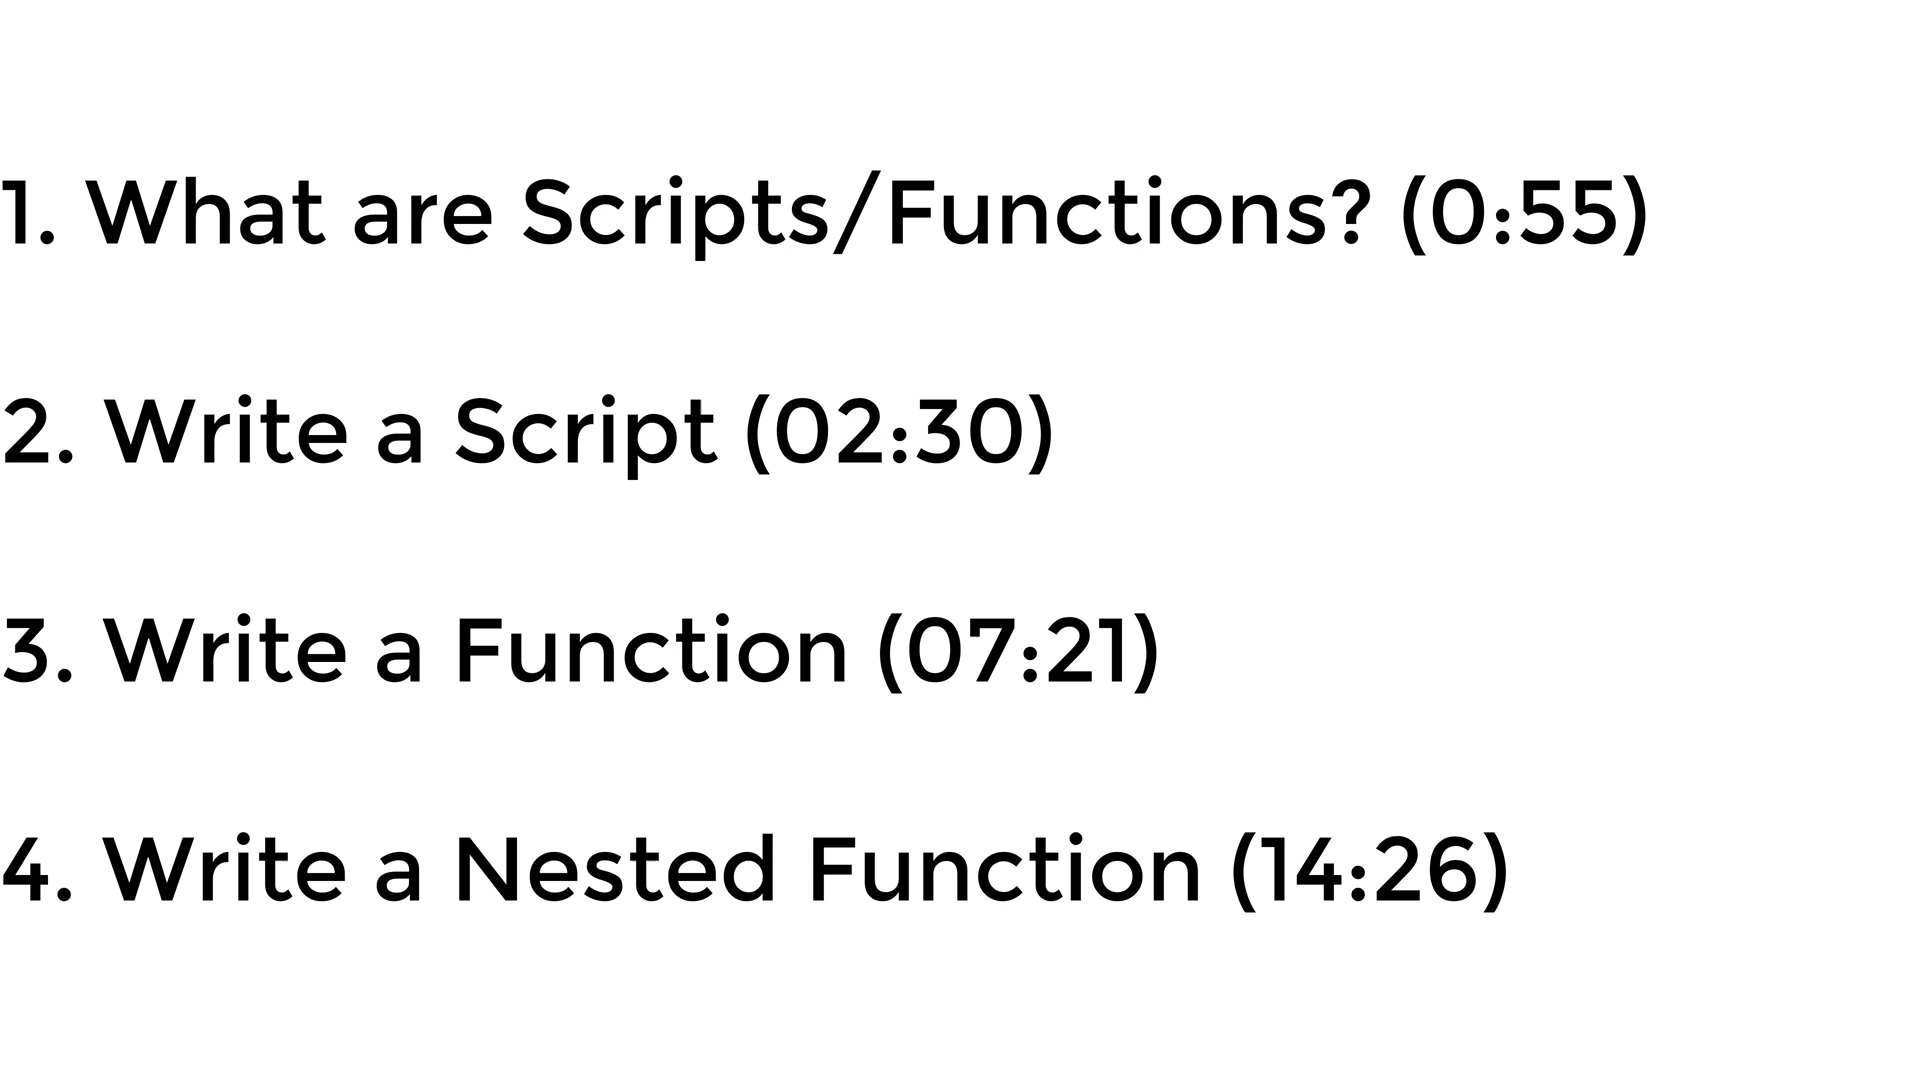 1. What are Scripts/Functions? (0:55)
2. Write a Script (02:30)
3. Write a Function (07:21)
4. Write a Nested Function (14:26)